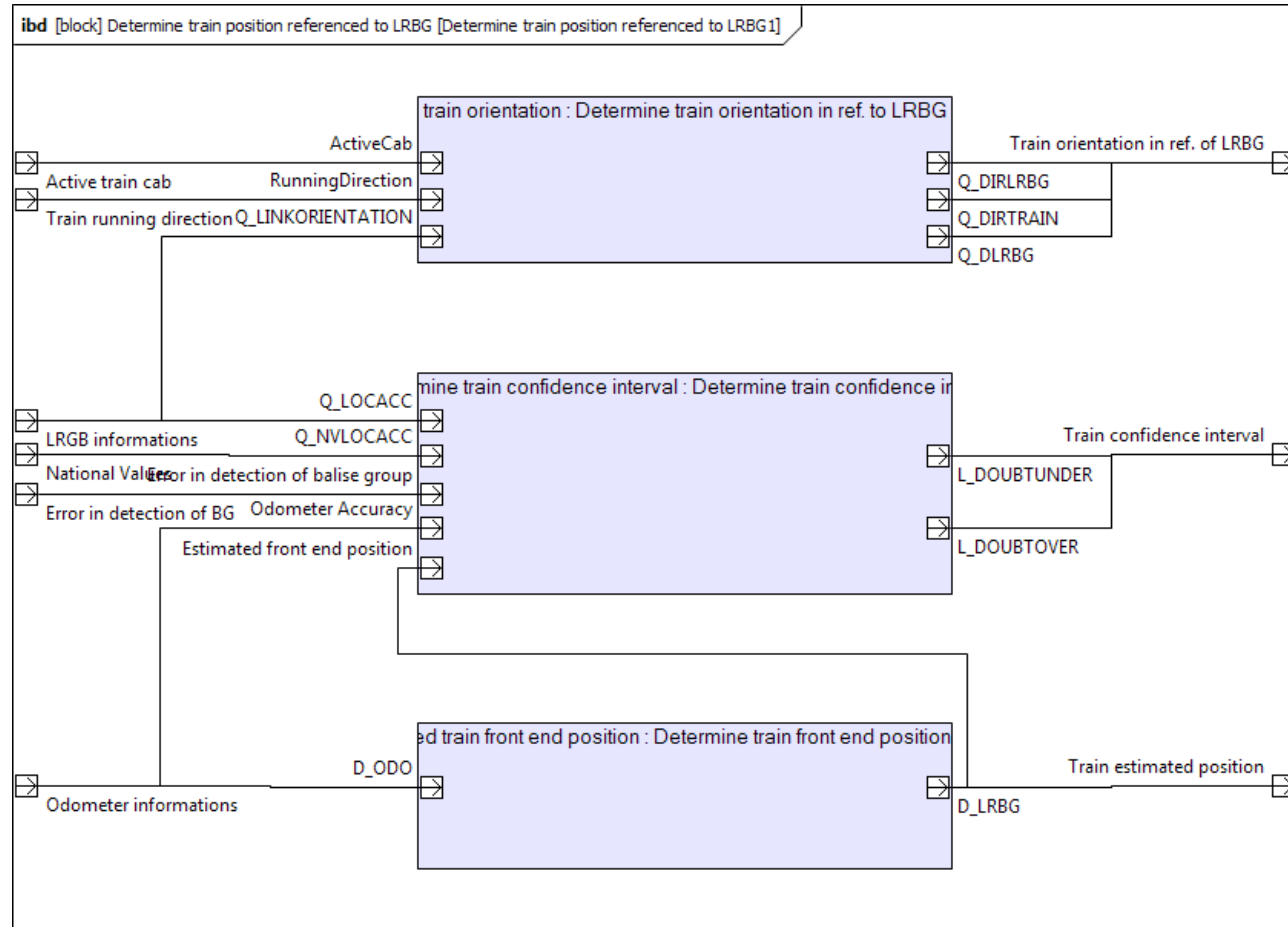 ibd [block] Determine train position referenced to LRBG [Determine train position referenced to LRBG1]
train orientation : Determine train orientation in ref. to LRBG
ActiveCab
Train orientation in ref. of LRBG
Active train cab
RunningDirection
Q_DIRLRBG
Train running direction
Q_LINKORIENTATION
Q_DIRTRAIN
Q_DLRBG
mine train confidence interval : Determine train confidence in
Q_LOCACC
LRGB informations
Q_NVLOCACC
Train confidence interval
National Values
Error in detection of balise group
L_DOUBTUNDER
Error in detection of BG
Odometer Accuracy
Estimated front end position
L_DOUBTOVER
ed train front end position : Determine train front end position
D_ODO
Train estimated position
Odometer informations
D_LRBG